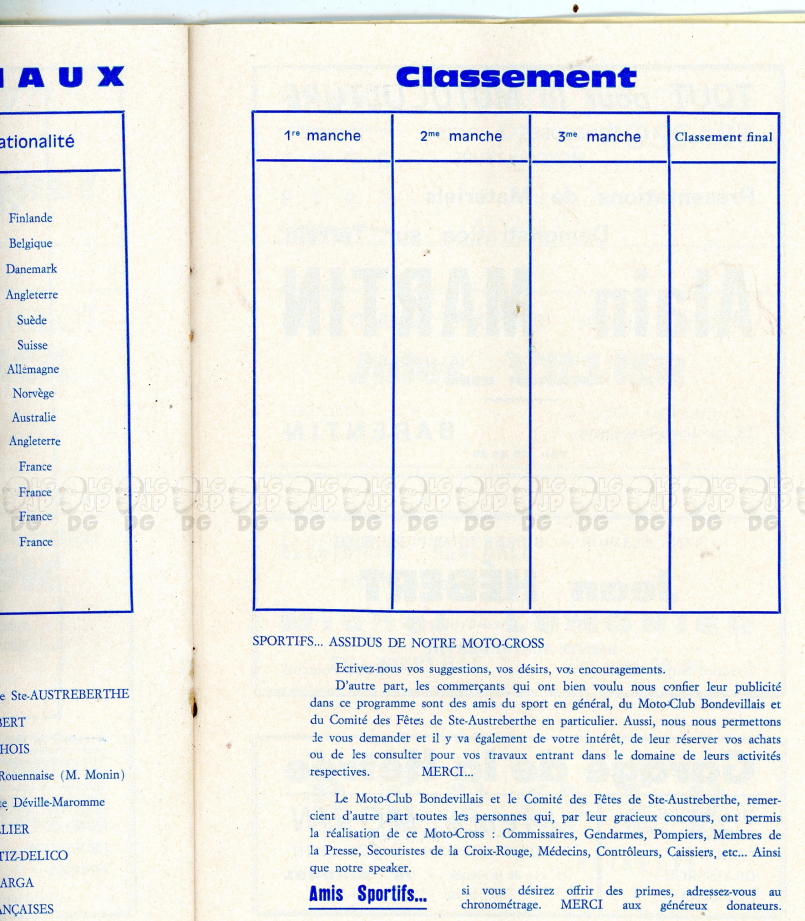 AUX
ationalité
Finlande
Belgique
Danemark
Angleterre
Suède
Suisse
Allemagne
Norvège
Australie
Angleterre
France
France
France
France
e Ste-AUSTREBERTHE
BERT
HOIS
Rouennaise (M. Monin)
Déville-Maromme
LIER
TIZ-DELICO
ARGA
NÇAISES
Classement
1re manche 2me manche 3me manche Classement final
SPORTIFS... ASSIDUS DE NOTRE MOTO-CROSS
Ecrivez-nous vos suggestions, vos désirs, vos encouragements.
D'autre part, les commerçants qui ont bien voulu nous confier leur publicité
dans ce programme sont des amis du sport en général, du Moto-Club Bondevillais et
du Comité des Fêtes de Ste-Austreberthe en particulier. Aussi, nous nous permettons
de vous demander et il y va également de votre intérêt, de leur réserver vos achats
ou de les consulter pour vos travaux entrant dans le domaine de leurs activités
respectives. MERCI...
Le Moto-Club Bondevillais et le Comité des Fêtes de Ste-Austreberthe, remer-
cient d'autre part toutes les personnes qui, par leur gracieux concours, ont permis
la réalisation de ce Moto-Cross : Commissaires, Gendarmes, Pompiers, Membres de
la Presse, Secouristes de la Croix-Rouge, Médecins, Contrôleurs, Caissiers, etc... Ainsi
que notre speaker.
Amis Sportifs... si vous désirez offrir des primes, adressez-vous au
chronométrage. MERCI aux généreux donateurs.